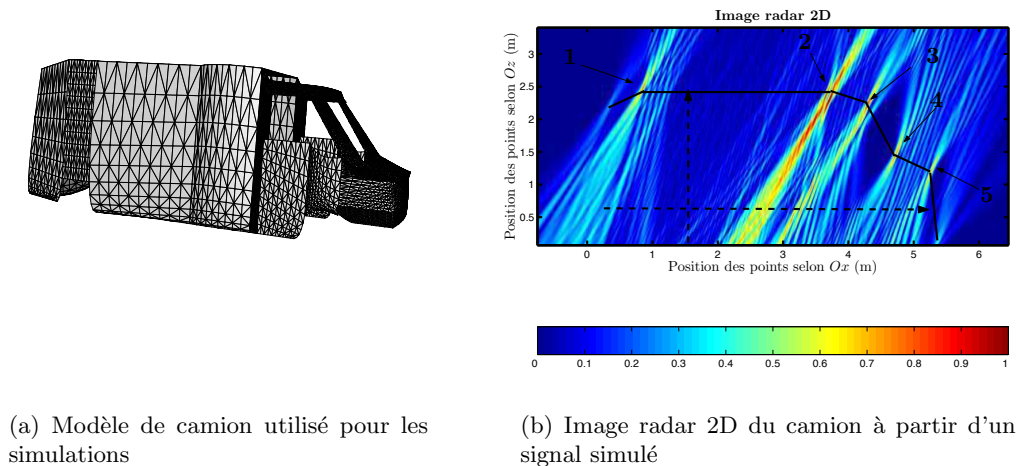 Image radar 2D
Position des points selon Oz (m)
3
2.5
2
1.5
1
0.5
1
2
3
4
5
0 1 2 3 4 5 6
Position des points selon Ox (m)
0 0.1 0.2 0.3 0.4 0.5 0.6 0.7 0.8 0.9 1
(a) Modèle de camion utilisé pour les
simulations
(b) Image radar 2D du camion à partir d'un
signal simulé